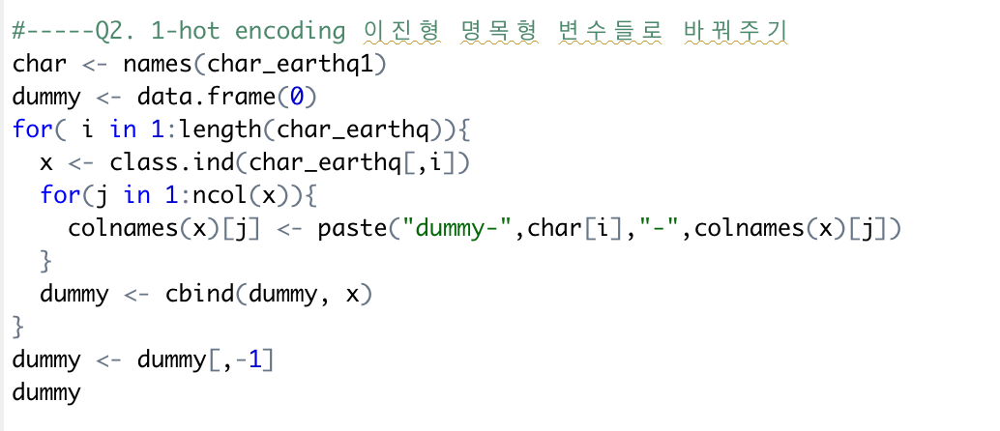 #-----Q2. 1-hot encoding 이진형 명목형 변수들로 바꿔주기
char <- names(char_earthq1)
dummy <- data.frame(0)
for( i in 1:length(char_earthq)){
  x <- class.ind(char_earthq[,i])
  for(j in 1:ncol(x)){
    colnames(x)[j] <- paste("dummy-",char[i],"-",colnames(x)[j])
  }
  dummy <- cbind(dummy, x)
}
dummy <- dummy[,-1]
dummy